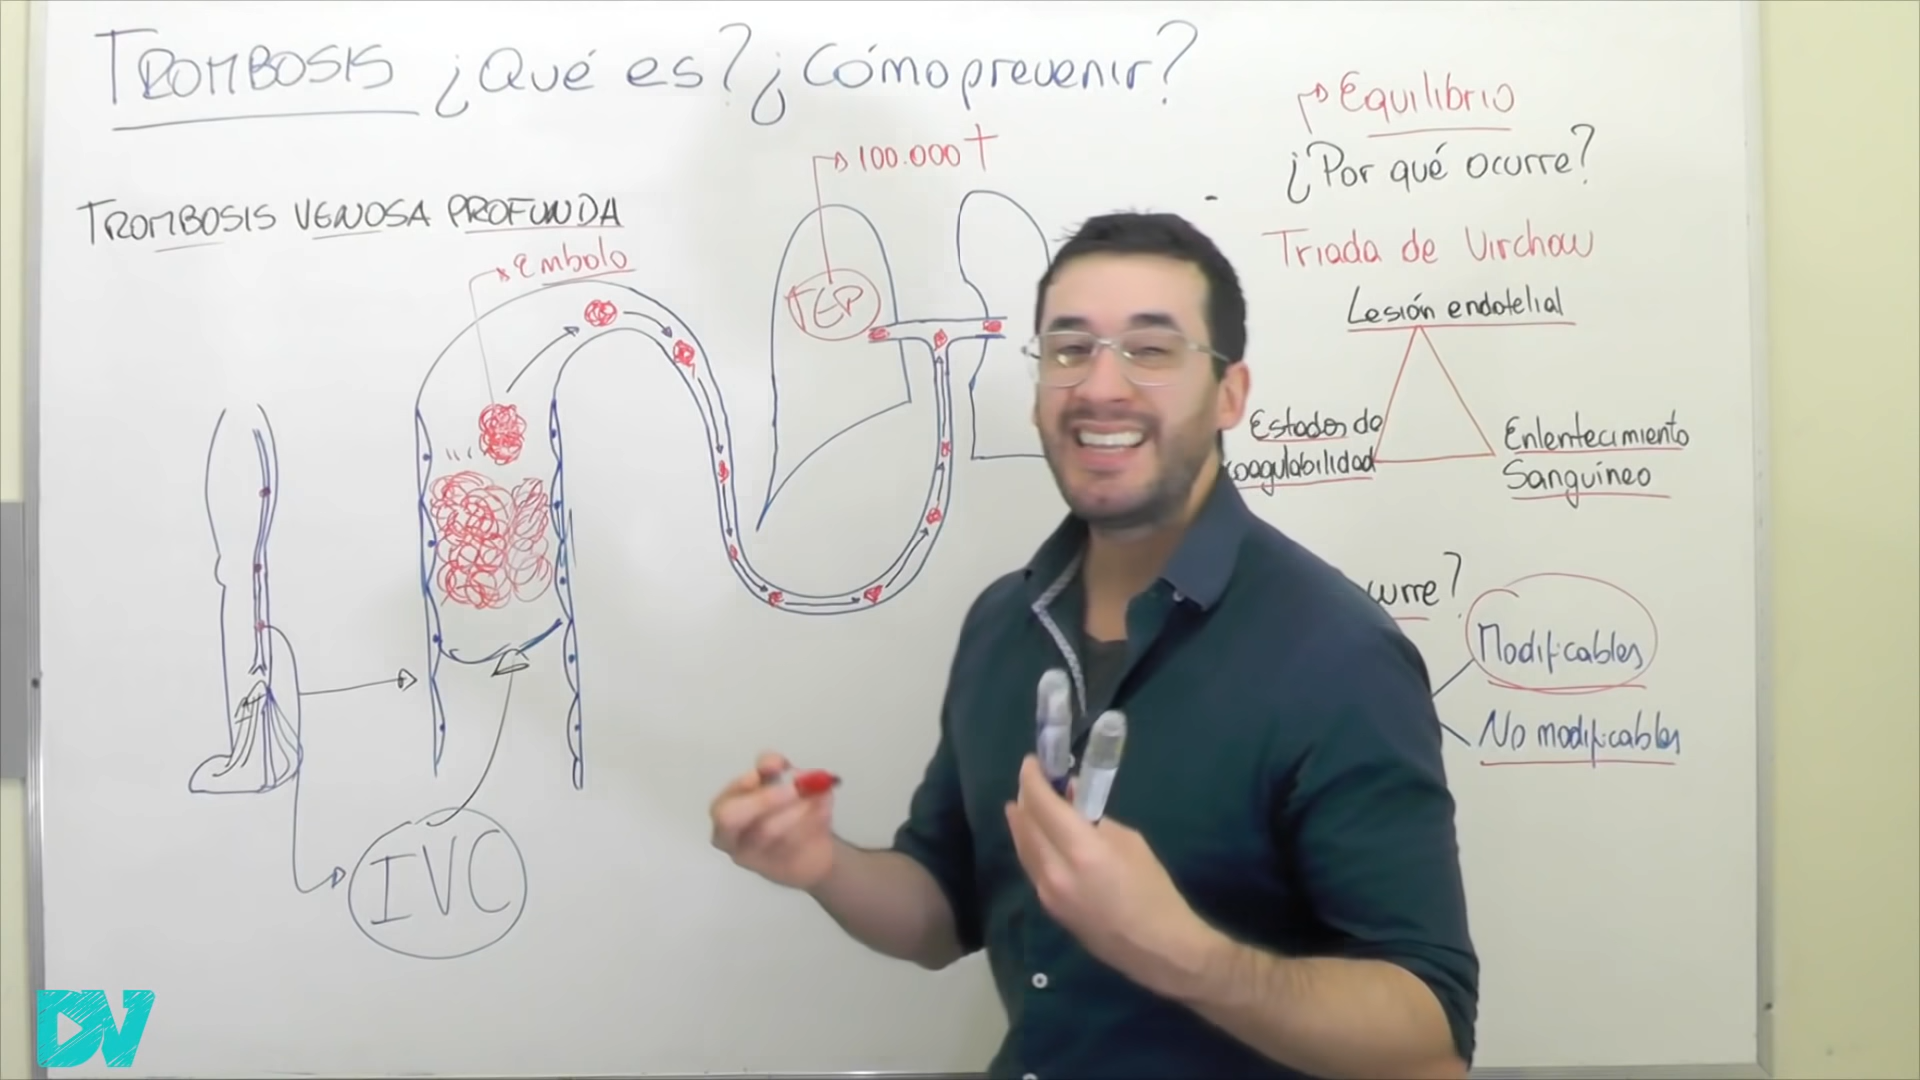 TROMBOSIS ¿Qué es? ¿Cómo prevenir?
TROMBOSIS VENOSA PROFUNDA
Embolo
100.000 †
TEP
IVC
Equilibrio
¿Por qué ocurre?
Triada de Virchow
Lesión endotelial
Estados de
coagulabilidad
Enlentecimiento
Sanguíneo
urre?
Modificables
No modificables
DV